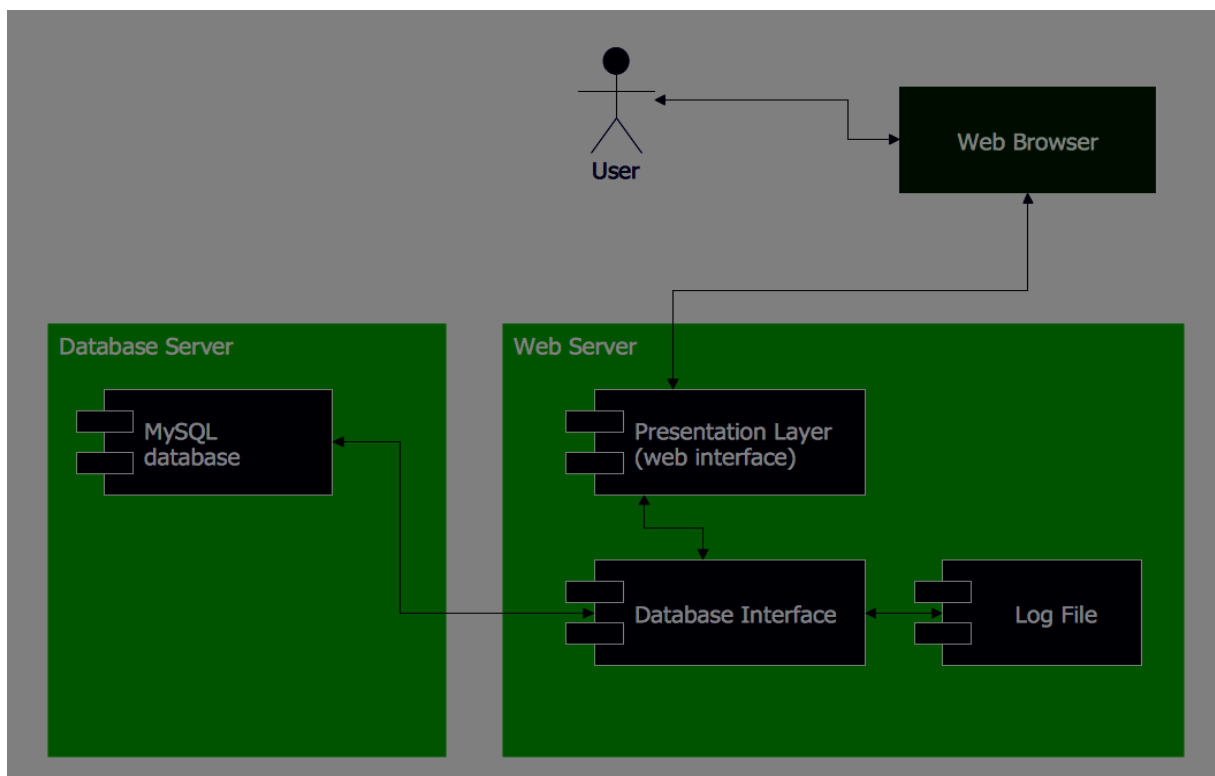 Web Browser
User
Database Server
Web Server
MySQL
database
Presentation Layer
(web interface)
Database Interface
Log File